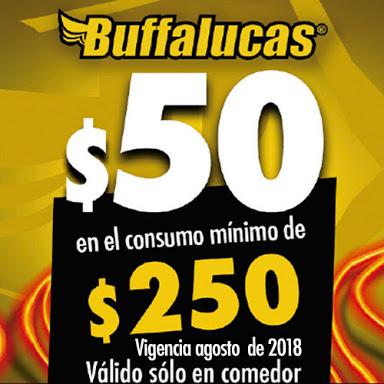 Buffalucas®
$50
en el consumo mínimo de
$250
Vigencia agosto de 2018
Válido sólo en comedor